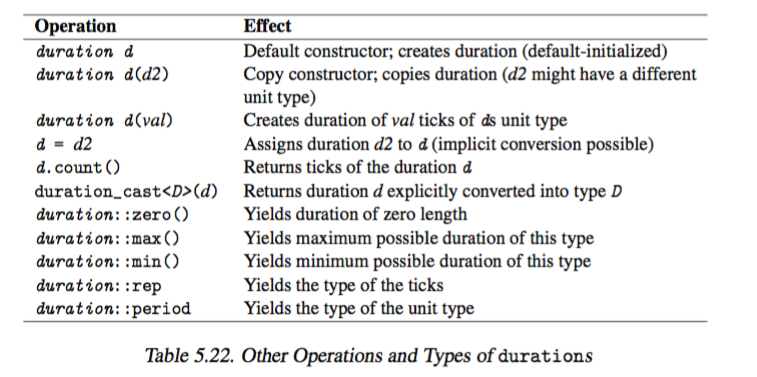 Operation Effect
duration d Default constructor; creates duration (default-initialized)
duration d(d2) Copy constructor; copies duration (d2 might have a different
unit type)
duration d(val) Creates duration of val ticks of ds unit type
d = d2 Assigns duration d2 to d (implicit conversion possible)
d.count() Returns ticks of the duration d
duration_cast<D>(d) Returns duration d explicitly converted into type D
duration::zero() Yields duration of zero length
duration::max() Yields maximum possible duration of this type
duration::min() Yields minimum possible duration of this type
duration::rep Yields the type of the ticks
duration::period Yields the type of the unit type
Table 5.22. Other Operations and Types of durations